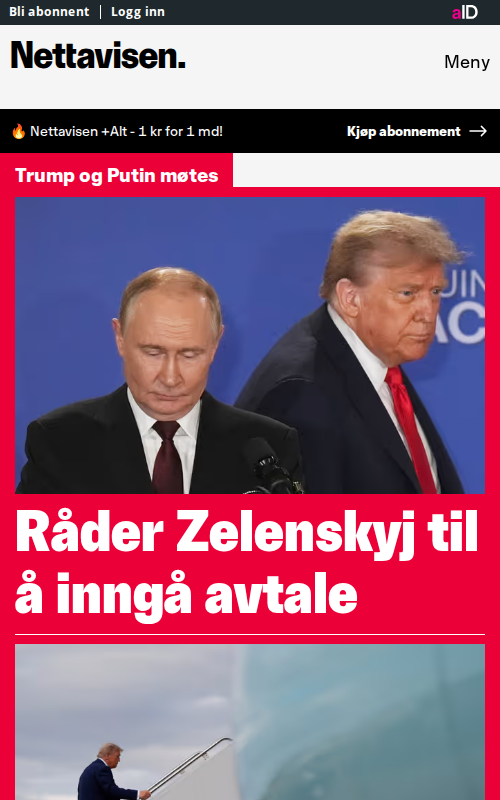 Bli abonnent
Logg inn
aID
Nettavisen.
Meny
🔥 Nettavisen +Alt - 1 kr for 1 md!
Kjøp abonnement →
Trump og Putin møtes
Råder Zelenskyj til
å inngå avtale